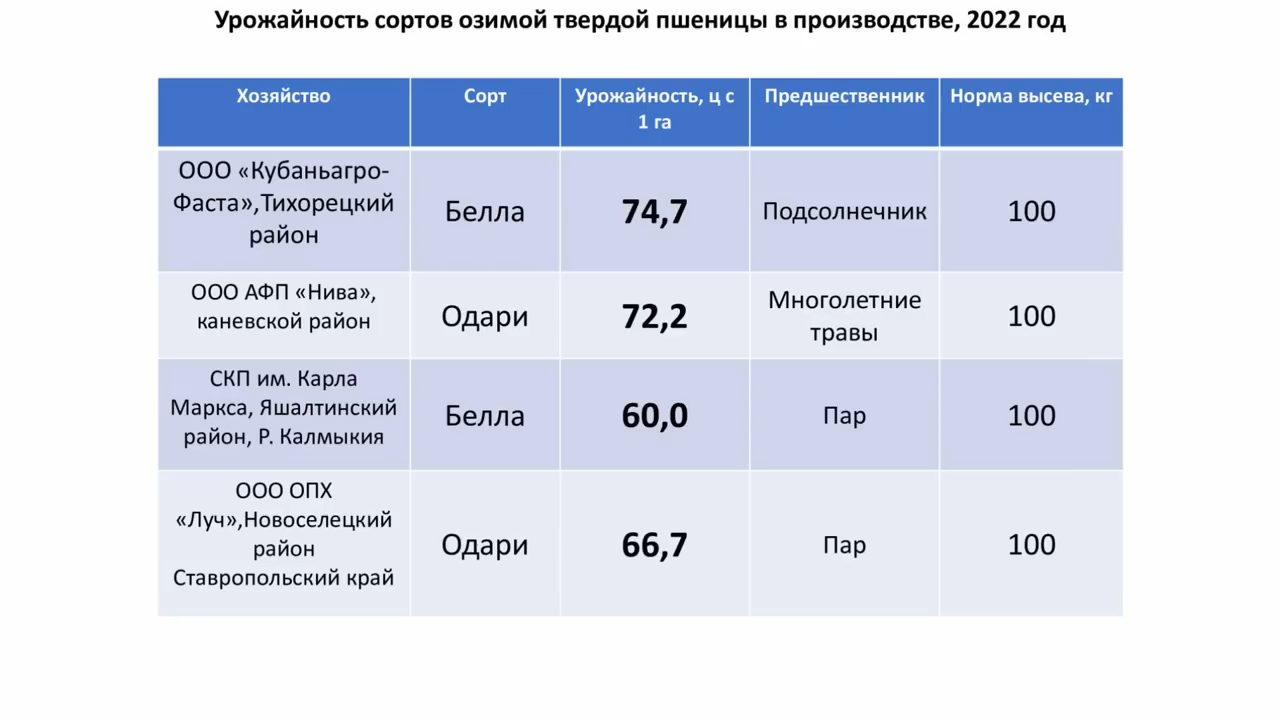 Урожайность сортов озимой твердой пшеницы в производстве, 2022 год
Хозяйство
Сорт
Урожайность, ц с
1 га
Предшественник
Норма высева, кг
ООО «Кубаньагро-
Фаста»,Тихорецкий
район
Белла
74,7
Подсолнечник
100
ООО АФП «Нива»,
каневской район
Одари
72,2
Многолетние
травы
100
СКП им. Карла
Маркса, Яшалтинский
район, Р. Калмыкия
Белла
60,0
Пар
100
ООО ОПХ
«Луч»,Новоселецкий
район
Ставропольский край
Одари
66,7
Пар
100